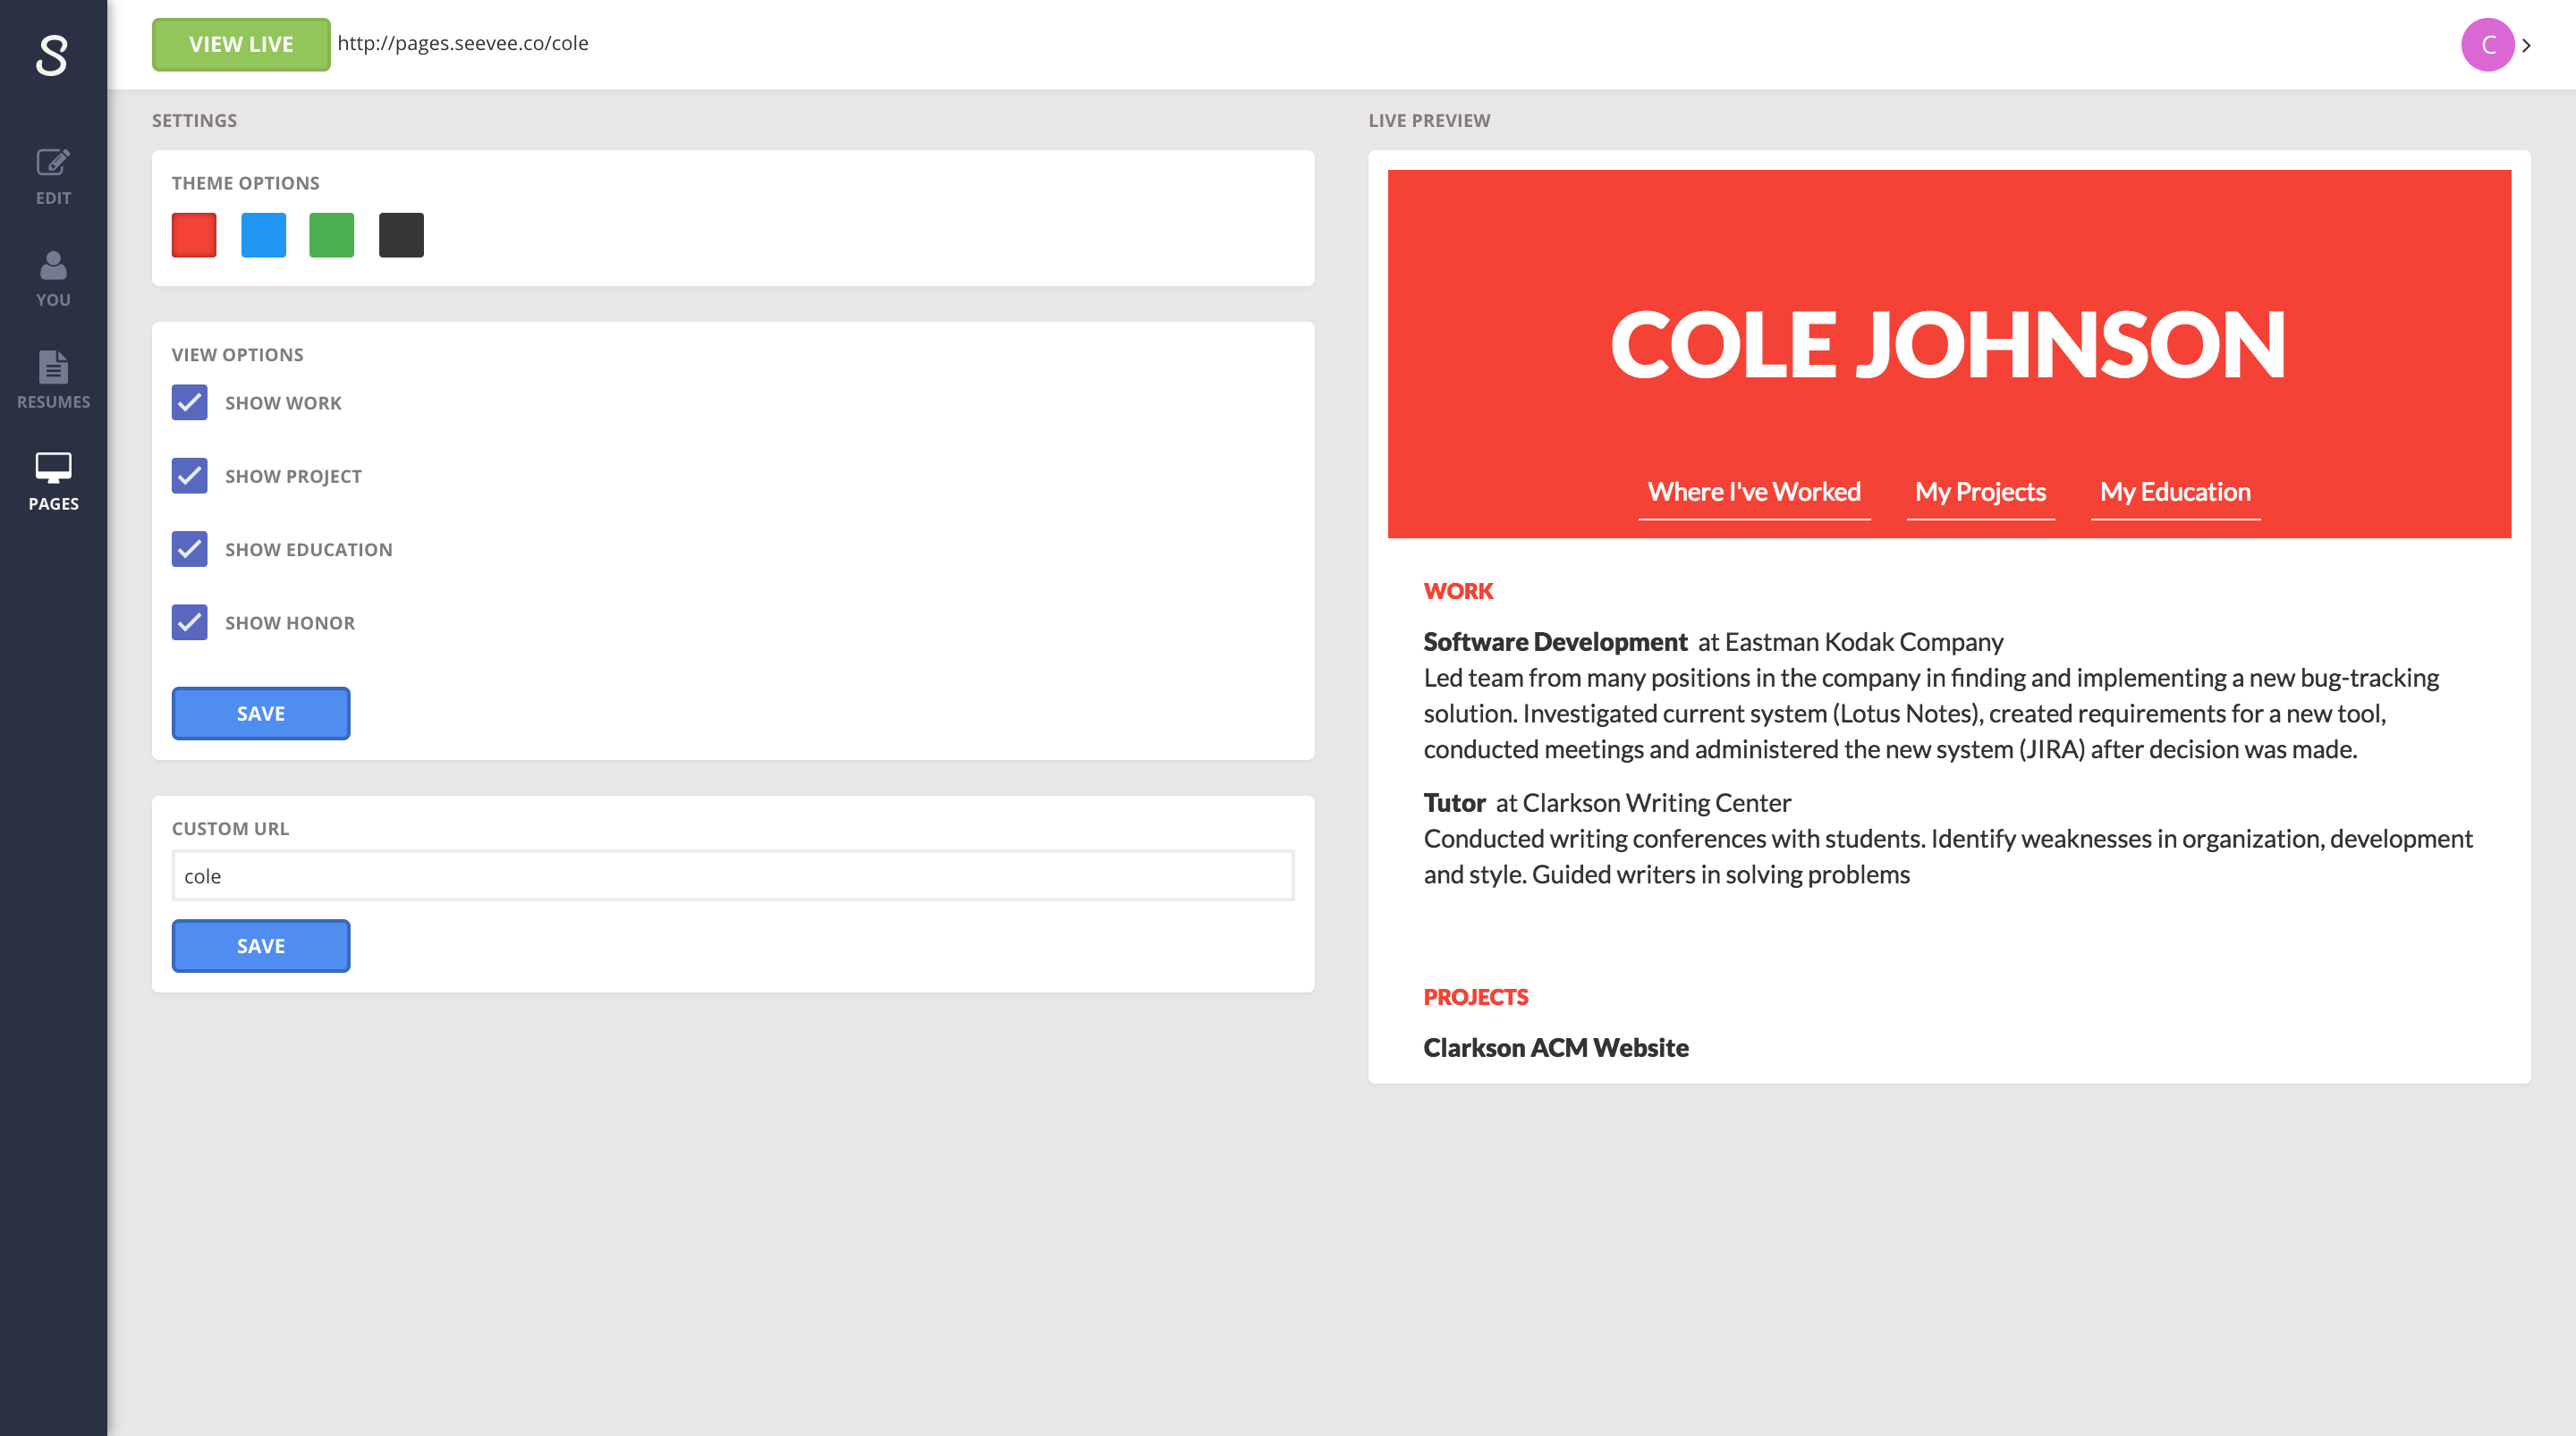 S
VIEW LIVE http://pages.seevee.co/cole
C
EDIT
YOU
RESUMES
PAGES
SETTINGS
THEME OPTIONS
VIEW OPTIONS
SHOW WORK
SHOW PROJECT
SHOW EDUCATION
SHOW HONOR
SAVE
CUSTOM URL
cole
SAVE
LIVE PREVIEW
COLE JOHNSON
Where I've Worked My Projects My Education
WORK
Software Development at Eastman Kodak Company
Led team from many positions in the company in finding and implementing a new bug-tracking
solution. Investigated current system (Lotus Notes), created requirements for a new tool,
conducted meetings and administered the new system (JIRA) after decision was made.
Tutor at Clarkson Writing Center
Conducted writing conferences with students. Identify weaknesses in organization, development
and style. Guided writers in solving problems
PROJECTS
Clarkson ACM Website